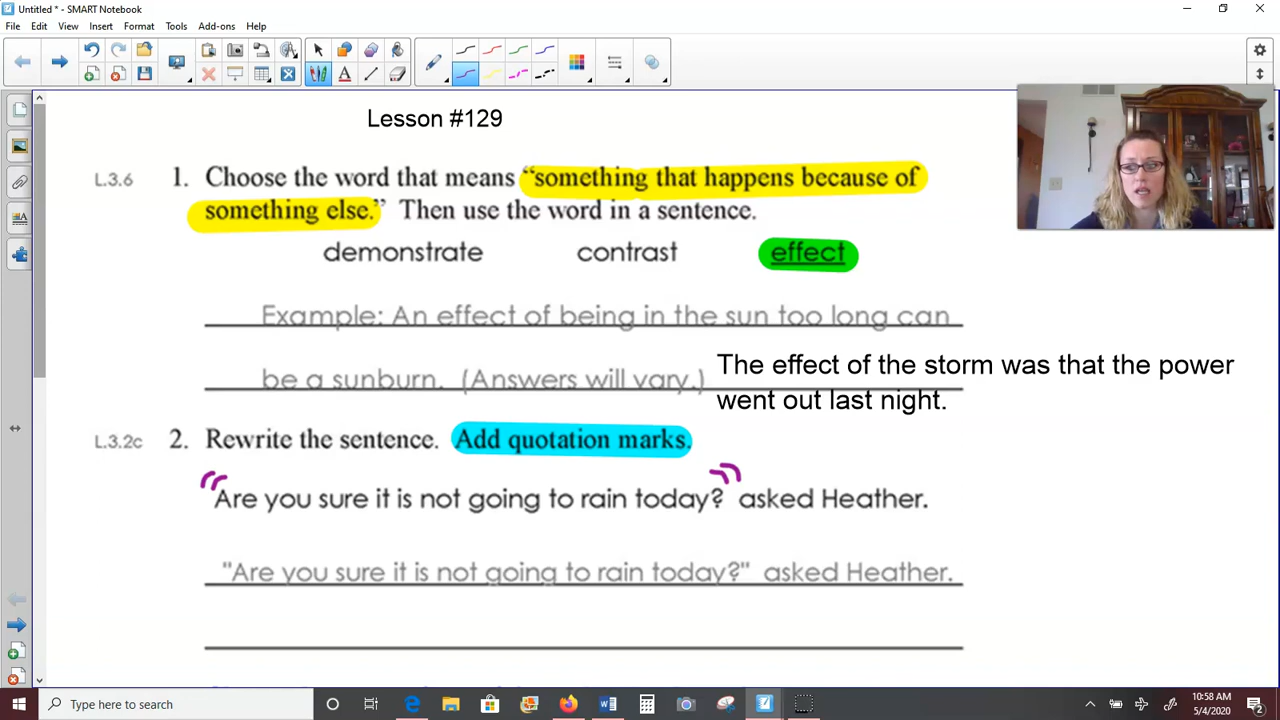 Untitled * - SMART Notebook
File Edit View Insert Format Tools Add-ons Help
Lesson #129
L.3.6 1. Choose the word that means “something that happens because of
something else.” Then use the word in a sentence.
demonstrate contrast effect
Example: An effect of being in the sun too long can
be a sunburn. (Answers will vary.)
The effect of the storm was that the power
went out last night.
L.3.2c 2. Rewrite the sentence. Add quotation marks.
"Are you sure it is not going to rain today?" asked Heather.
"Are you sure it is not going to rain today?" asked Heather.
Type here to search
10:58 AM
5/4/2020
2